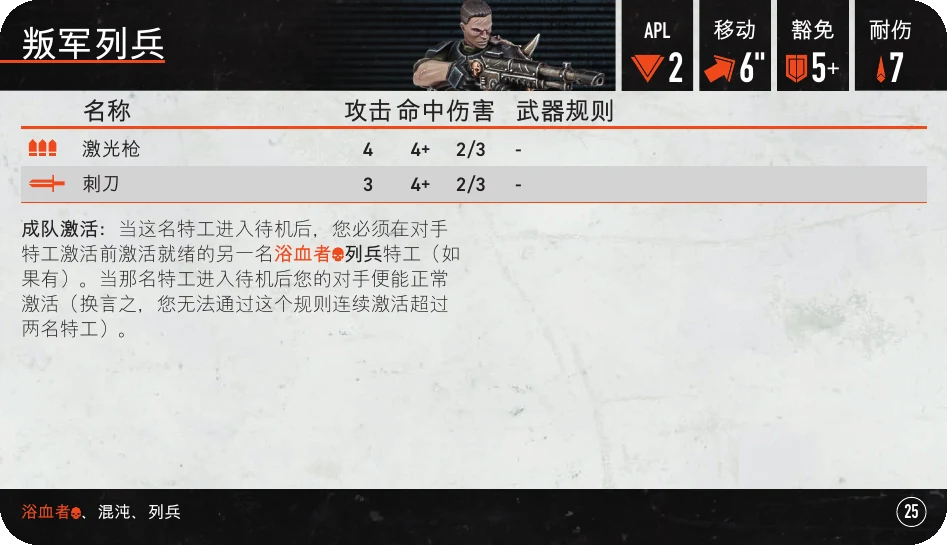 叛军列兵
APL 移动 豁免 耐伤
2 6" 5+ 7
名称 攻击 命中 伤害 武器规则
激光枪 4 4+ 2/3 -
刺刀 3 4+ 2/3 -
成队激活：当这名特工进入待机后，您必须在对手
特工激活前激活就绪的另一名浴血者列兵特工（如
果有）。当那名特工进入待机后您的对手便能正常
激活（换言之，您无法通过这个规则连续激活超过
两名特工）。
浴血者、混沌、列兵
25